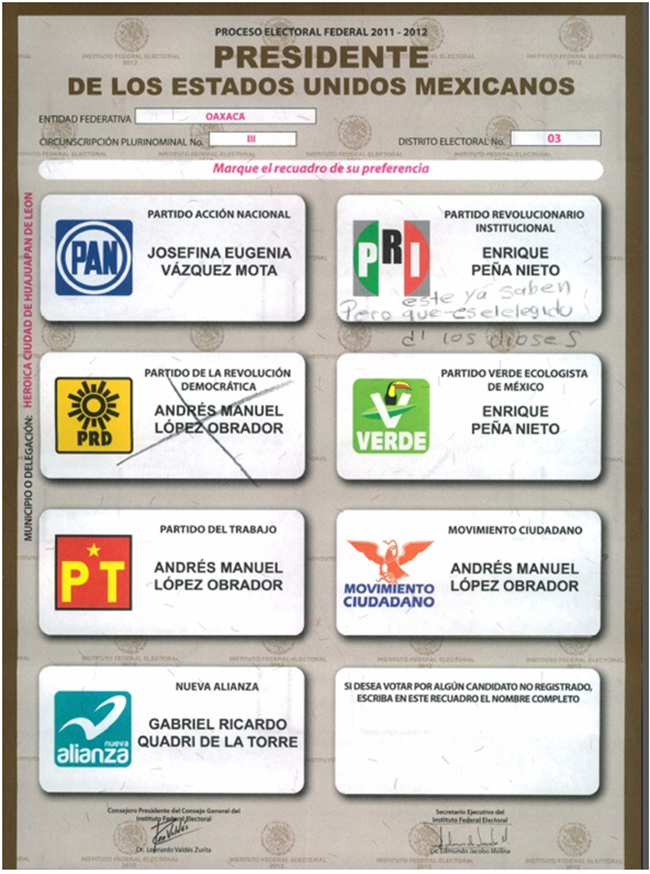 PROCESO ELECTORAL FEDERAL 2011 - 2012
PRESIDENTE
DE LOS ESTADOS UNIDOS MEXICANOS
ENTIDAD FEDERATIVA OAXACA
CIRCUNSCRIPCIÓN PLURINOMINAL No. III DISTRITO ELECTORAL No. 03
Marque el recuadro de su preferencia
MUNICIPIO O DELEGACIÓN: HEROICA CIUDAD DE HUAJUAPAN DE LEON
PAN
PARTIDO ACCIÓN NACIONAL
JOSEFINA EUGENIA
VÁZQUEZ MOTA
PRI
PARTIDO REVOLUCIONARIO
INSTITUCIONAL
ENRIQUE
PEÑA NIETO
este ya saben
Pero que es el elegido
di los dioses
PRD
PARTIDO DE LA REVOLUCIÓN
DEMOCRÁTICA
ANDRÉS MANUEL
LÓPEZ OBRADOR
VERDE
PARTIDO VERDE ECOLOGISTA
DE MÉXICO
ENRIQUE
PEÑA NIETO
PT
PARTIDO DEL TRABAJO
ANDRÉS MANUEL
LÓPEZ OBRADOR
MOVIMIENTO
CIUDADANO
MOVIMIENTO CIUDADANO
ANDRÉS MANUEL
LÓPEZ OBRADOR
nueva
alianza
NUEVA ALIANZA
GABRIEL RICARDO
QUADRI DE LA TORRE
SI DESEA VOTAR POR ALGÚN CANDIDATO NO REGISTRADO,
ESCRIBA EN ESTE RECUADRO EL NOMBRE COMPLETO
Consejero Presidente del Consejo General del
Instituto Federal Electoral
Dr. Leonardo Valdés Zurita
Secretario Ejecutivo del
Instituto Federal Electoral
Dr. Edmundo Jacobo Molina
INSTITUTO FEDERAL ELECTORAL
2012